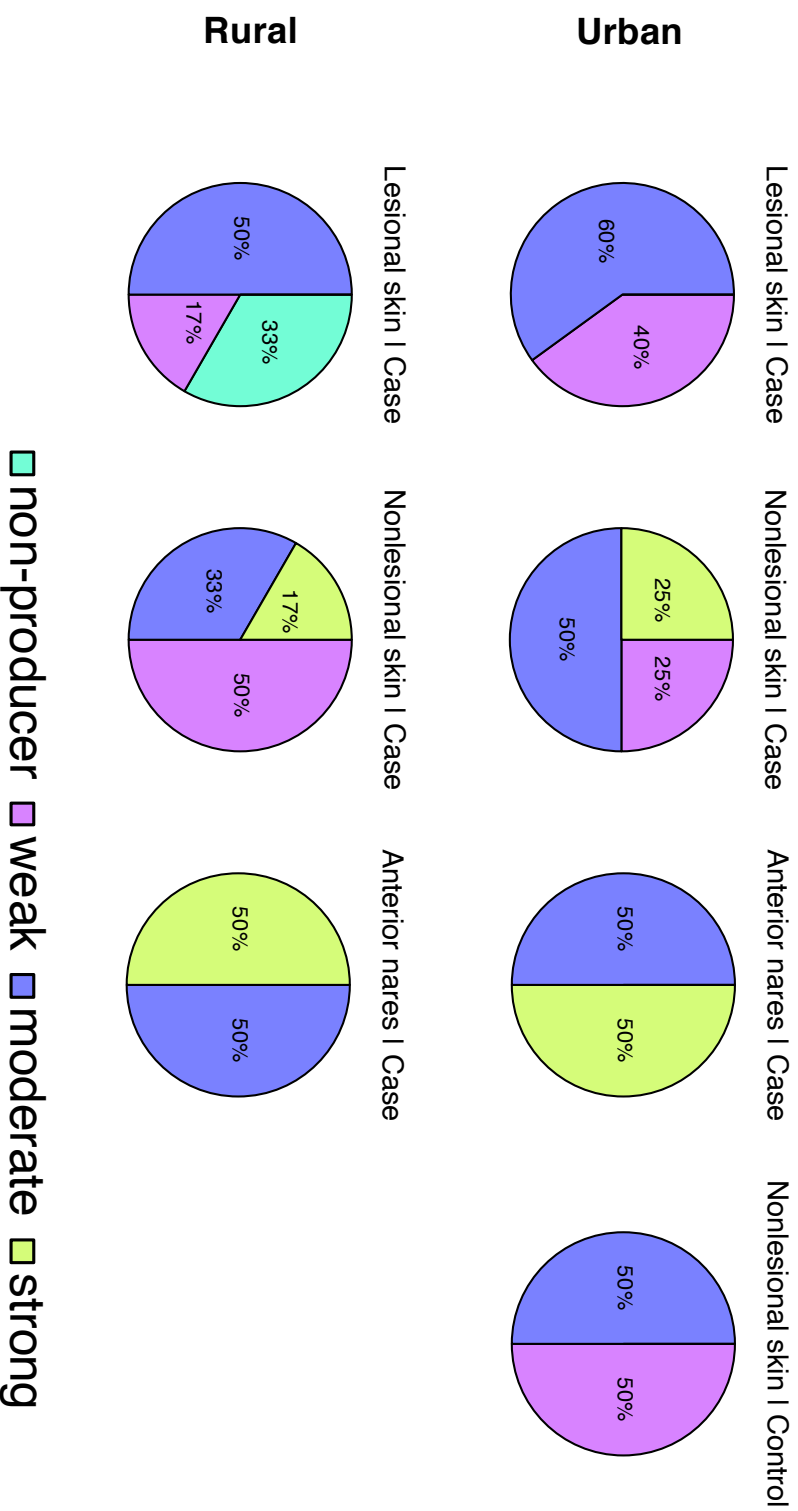 Urban
Lesional skin | Case
60%
40%
Nonlesional skin | Case
25%
25%
50%
Anterior nares | Case
50%
50%
Nonlesional skin | Control
50%
50%
Rural
Lesional skin | Case
50%
33%
17%
Nonlesional skin | Case
17%
33%
50%
Anterior nares | Case
50%
50%
non-producer weak moderate strong